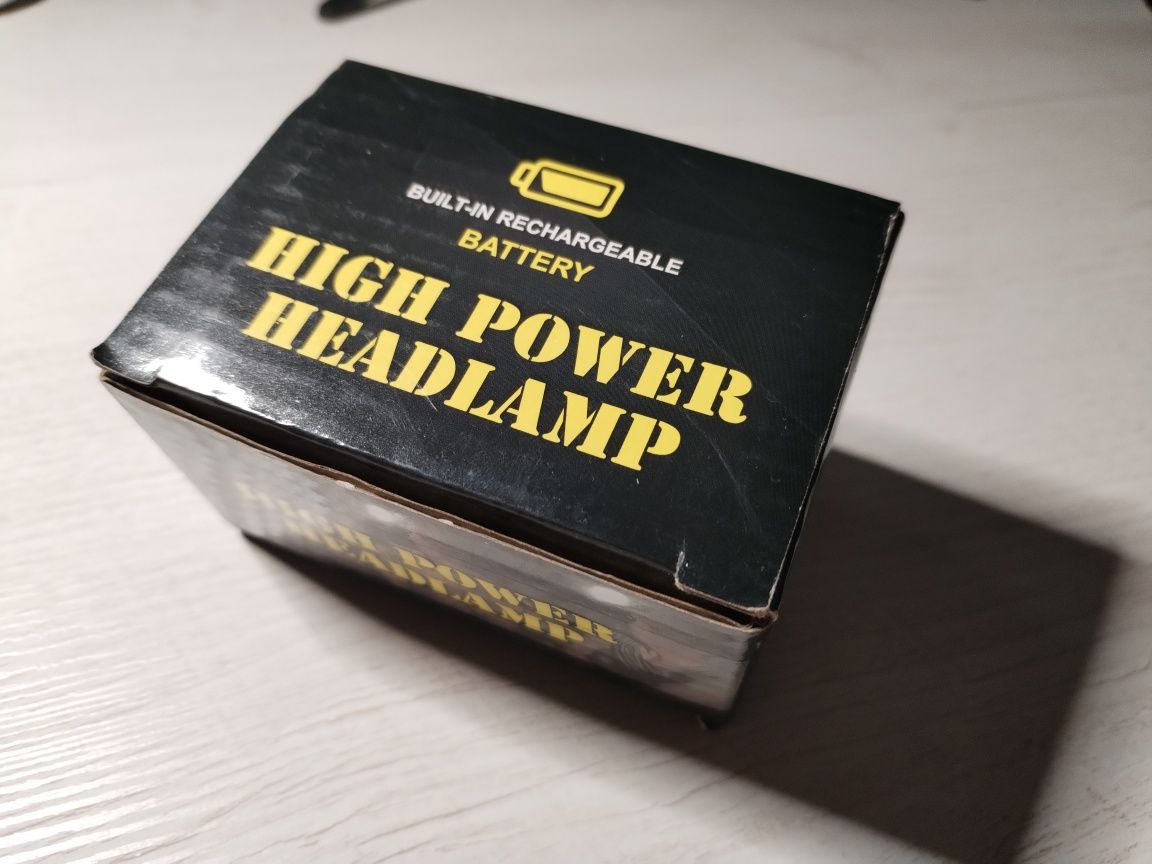 BUILT-IN RECHARGEABLE
BATTERY
HIGH POWER
HEADLAMP
HIGH POWER
HEADLAMP